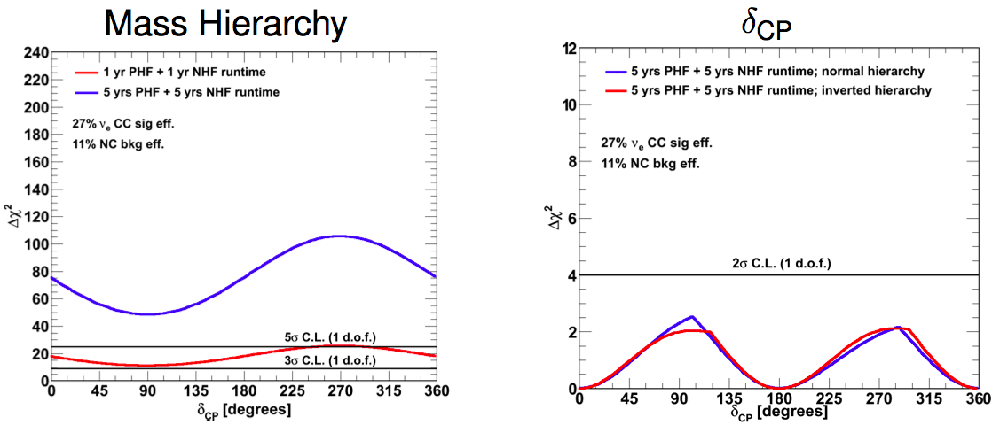 Mass Hierarchy
240
220
200
180
160
140
120
100
80
60
40
20
0
Δχ²
1 yr PHF + 1 yr NHF runtime
5 yrs PHF + 5 yrs NHF runtime
27% νe CC sig eff.
11% NC bkg eff.
5σ C.L. (1 d.o.f.)
3σ C.L. (1 d.o.f.)
0 45 90 135 180 225 270 315 360
δCP [degrees]
δCP
12
10
8
6
4
2
0
Δχ²
5 yrs PHF + 5 yrs NHF runtime; normal hierarchy
5 yrs PHF + 5 yrs NHF runtime; inverted hierarchy
27% νe CC sig eff.
11% NC bkg eff.
2σ C.L. (1 d.o.f.)
0 45 90 135 180 225 270 315 360
δCP [degrees]